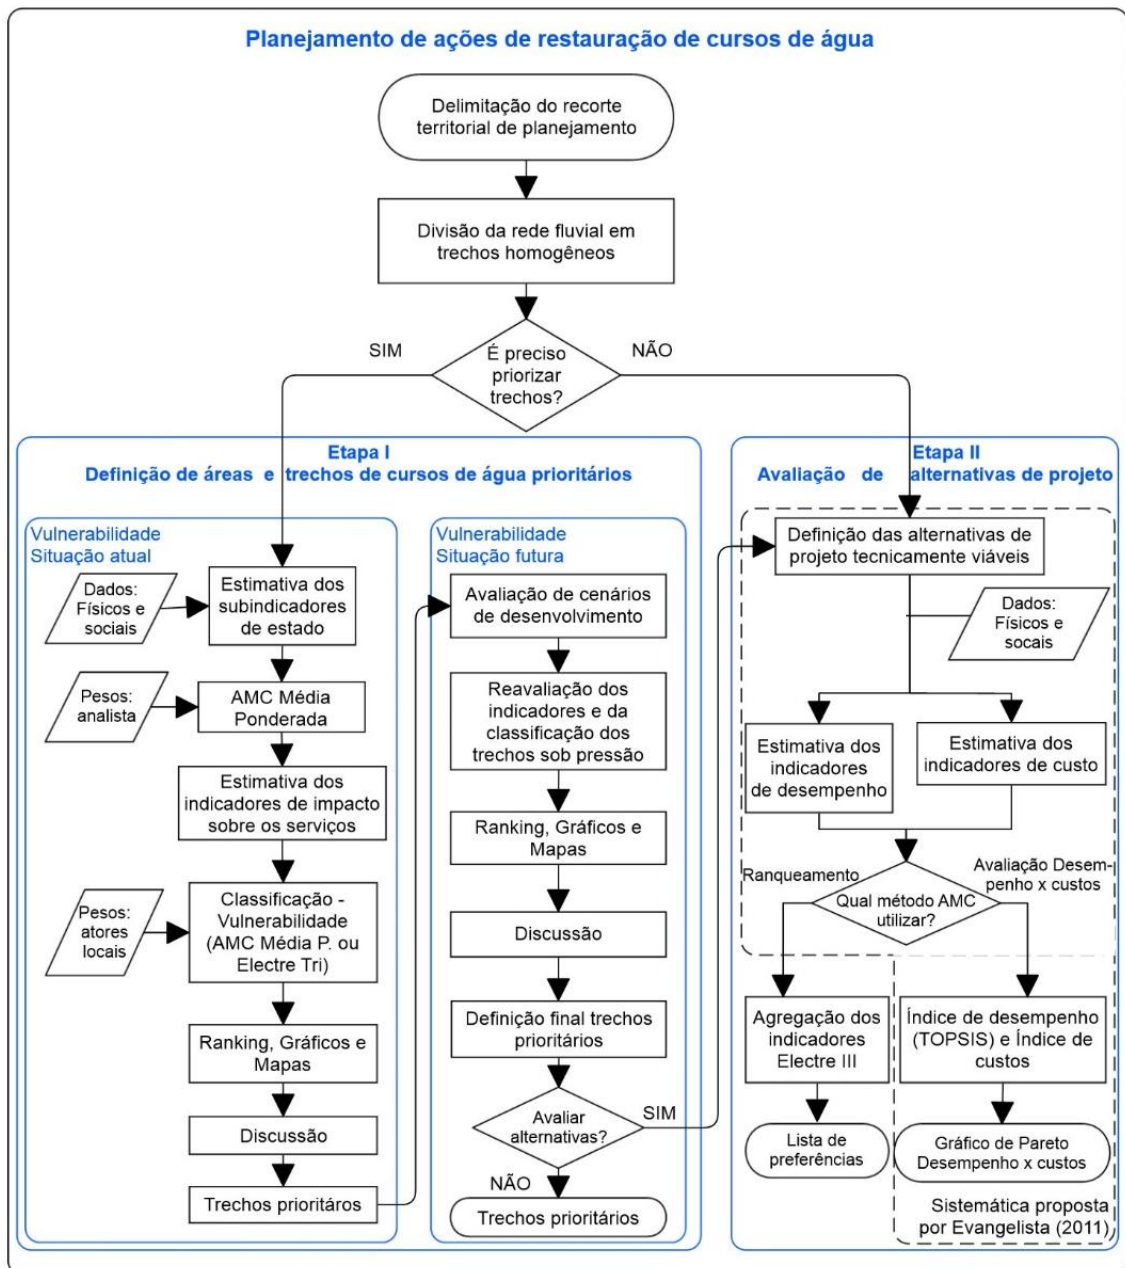 Planejamento de ações de restauração de cursos de água
Delimitação do recorte
territorial de planejamento
Divisão da rede fluvial em
trechos homogêneos
É preciso
priorizar
trechos?
SIM
NÃO
Etapa I
Definição de áreas e trechos de cursos de água prioritários
Vulnerabilidade
Situação atual
Dados:
Físicos e
sociais
Estimativa dos
subindicadores
de estado
Pesos:
analista
AMC Média
Ponderada
Estimativa dos
indicadores de impacto
sobre os serviços
Pesos:
atores
locais
Classificação -
Vulnerabilidade
(AMC Média P. ou
Electre Tri)
Ranking, Gráficos e
Mapas
Discussão
Trechos prioritáros
Vulnerabilidade
Situação futura
Avaliação de cenários
de desenvolvimento
Reavaliação dos
indicadores e da
classificação dos
trechos sob pressão
Ranking, Gráficos e
Mapas
Discussão
Definição final trechos
prioritários
Avaliar
alternativas?
SIM
NÃO
Trechos prioritários
Etapa II
Avaliação de alternativas de projeto
Definição das alternativas de
projeto tecnicamente viáveis
Dados:
Físicos e
socais
Estimativa dos
indicadores
de desempenho
Estimativa dos
indicadores de custo
Ranqueamento
Avaliação Desem-
penho x custos
Qual método AMC
utilizar?
Agregação dos
indicadores
Electre III
Índice de desempenho
(TOPSIS) e Índice de
custos
Lista de
preferências
Gráfico de Pareto
Desempenho x custos
Sistemática proposta
por Evangelista (2011)